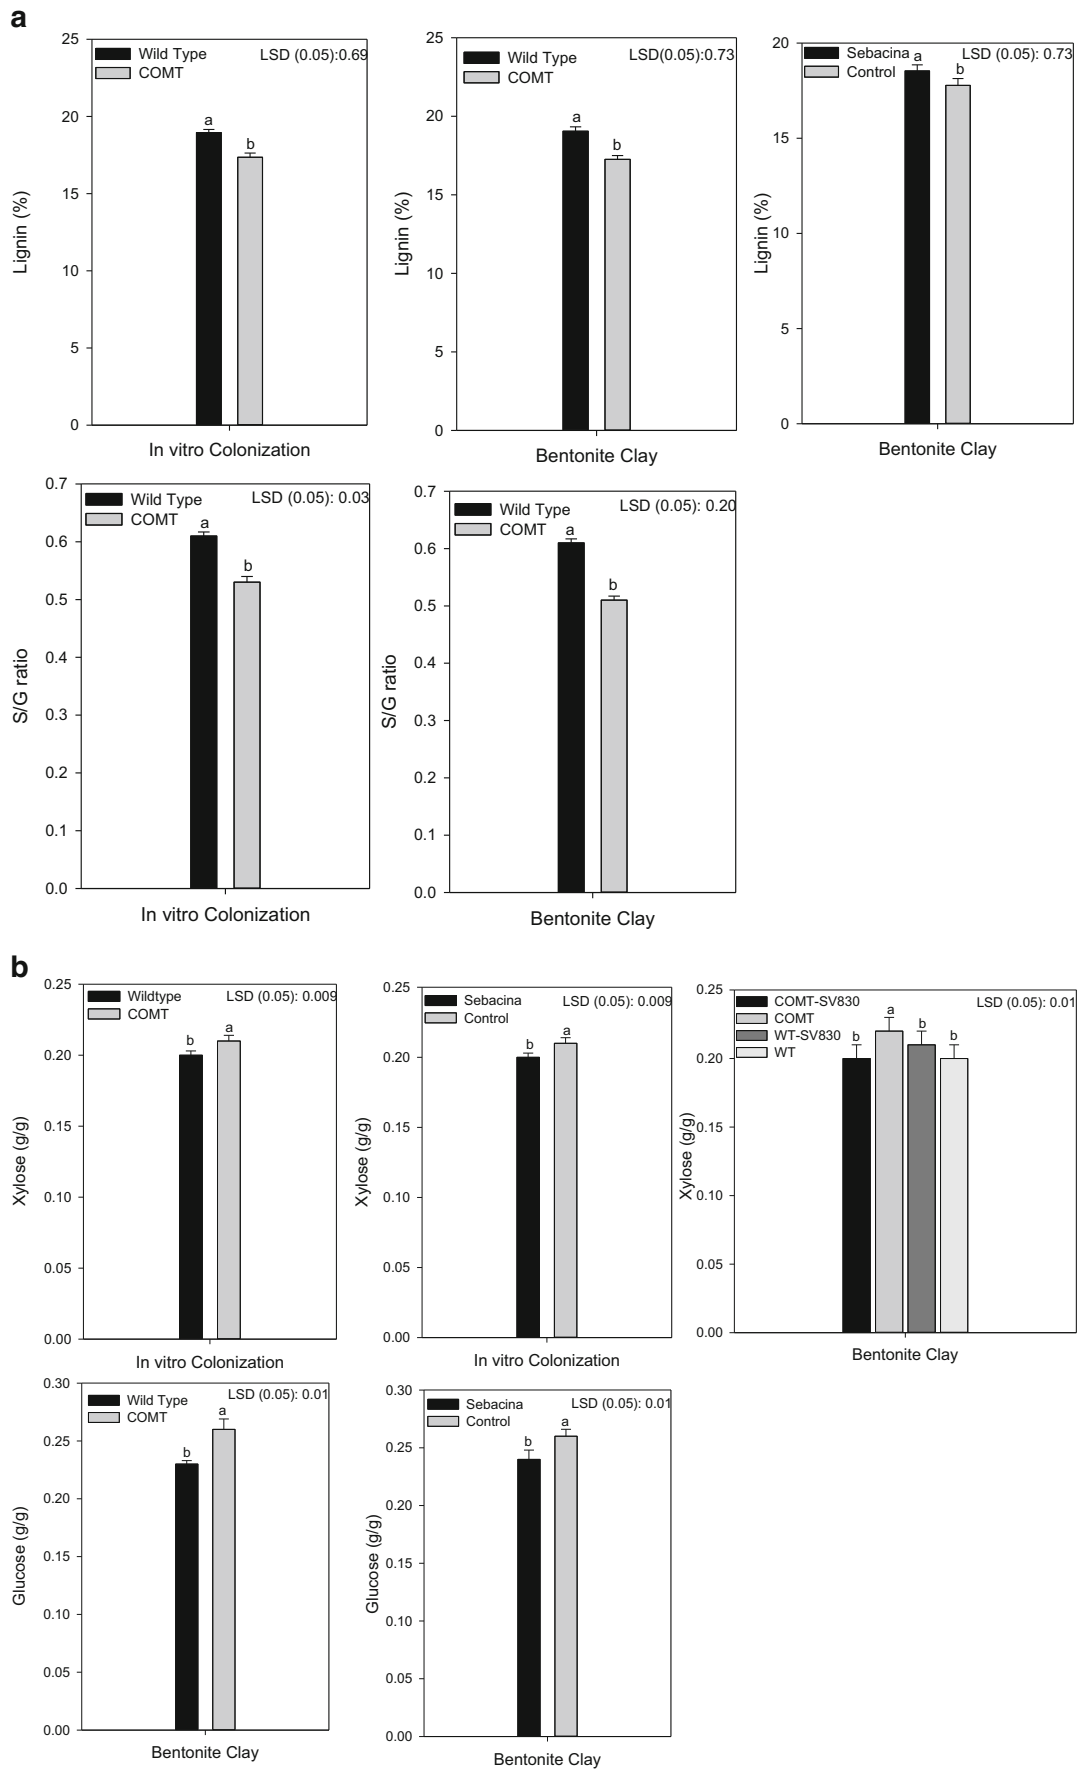 a
25
20
15
10
5
0
Lignin (%)
Wild Type
COMT
LSD (0.05):0.69
a
b
In vitro Colonization
25
20
15
10
5
0
Lignin (%)
Wild Type
COMT
LSD(0.05):0.73
a
b
Bentonite Clay
20
15
10
5
0
Lignin (%)
Sebacina
Control
LSD (0.05): 0.73
a
b
Bentonite Clay
0.7
0.6
0.5
0.4
0.3
0.2
0.1
0.0
S/G ratio
Wild Type
COMT
LSD (0.05): 0.03
a
b
In vitro Colonization
0.7
0.6
0.5
0.4
0.3
0.2
0.1
0.0
S/G ratio
Wild Type
COMT
LSD (0.05): 0.20
a
b
Bentonite Clay
b
0.25
0.20
0.15
0.10
0.05
0.00
Xylose (g/g)
Wildtype
COMT
LSD (0.05): 0.009
b
a
In vitro Colonization
0.25
0.20
0.15
0.10
0.05
0.00
Xylose (g/g)
Sebacina
Control
LSD (0.05): 0.009
b
a
In vitro Colonization
0.25
0.20
0.15
0.10
0.05
0.00
Xylose (g/g)
COMT-SV830
COMT
WT-SV830
WT
LSD (0.05): 0.01
b
a
b
b
Bentonite Clay
0.30
0.25
0.20
0.15
0.10
0.05
0.00
Glucose (g/g)
Wild Type
COMT
LSD (0.05): 0.01
b
a
Bentonite Clay
0.30
0.25
0.20
0.15
0.10
0.05
0.00
Glucose (g/g)
Sebacina
Control
LSD (0.05): 0.01
b
a
Bentonite Clay